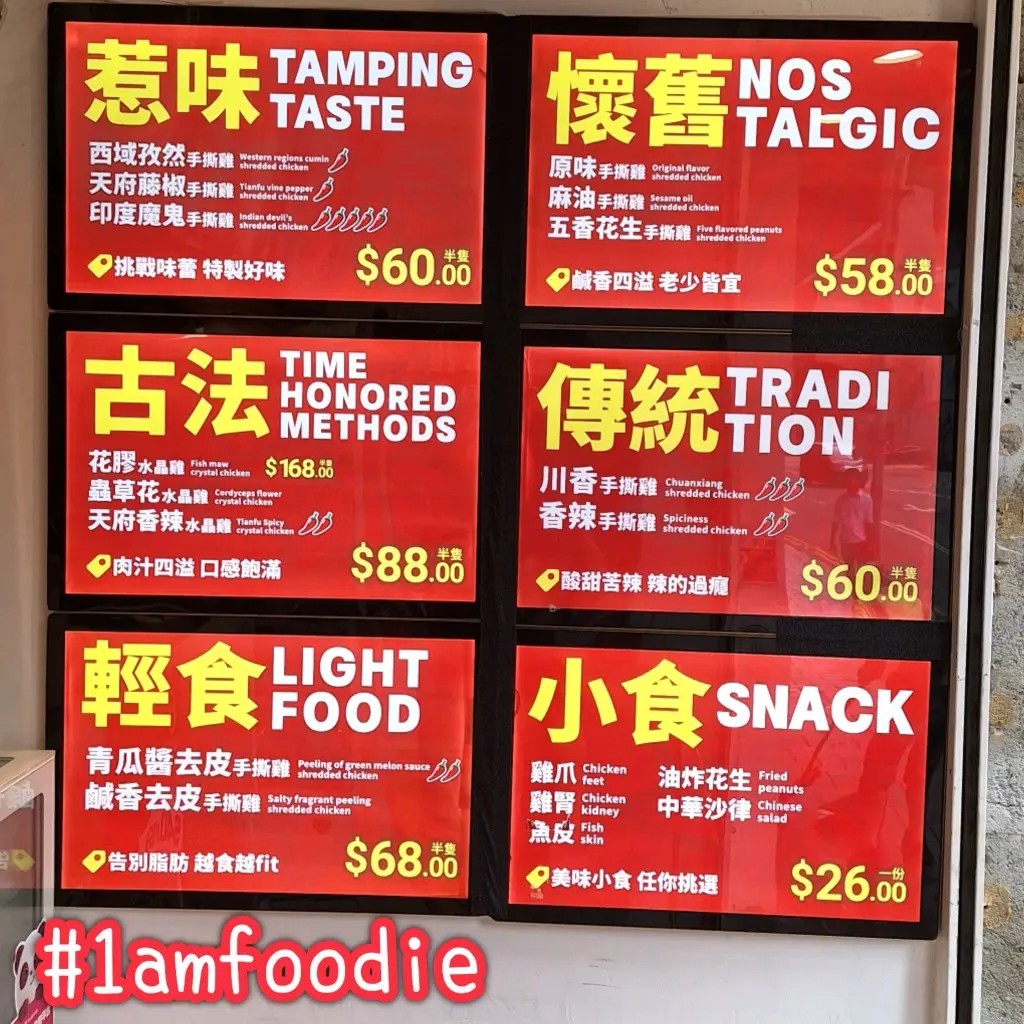 惹味 TAMPING
TASTE
西域孜然手撕雞 Western regions cumin
shredded chicken
天府藤椒手撕雞 Tianfu vine pepper
shredded chicken
印度魔鬼手撕雞 Indian devil's
shredded chicken
挑戰味蕾 特製好味
$60.00 半隻
懷舊 NOS
TALGIC
原味手撕雞 Original flavor
shredded chicken
麻油手撕雞 Sesame oil
shredded chicken
五香花生手撕雞 Five flavored peanuts
shredded chicken
鹹香四溢 老少皆宜
$58.00 半隻
古法 TIME
HONORED
METHODS
花膠水晶雞 Fish maw
crystal chicken
$168.00 半隻
蟲草花水晶雞 Cordyceps flower
crystal chicken
天府香辣水晶雞 Tianfu Spicy
crystal chicken
肉汁四溢 口感飽滿
$88.00 半隻
傳統 TRADI
TION
川香手撕雞 Chuanxiang
shredded chicken
香辣手撕雞 Spiciness
shredded chicken
酸甜苦辣 辣的過癮
$60.00 半隻
輕食 LIGHT
FOOD
青瓜醬去皮手撕雞 Peeling of green melon sauce
shredded chicken
鹹香去皮手撕雞 Salty fragrant peeling
shredded chicken
告別脂肪 越食越fit
$68.00 半隻
小食 SNACK
雞爪 Chicken
feet
油炸花生 Fried
peanuts
雞腎 Chicken
kidney
中華沙律 Chinese
salad
魚皮 Fish
skin
美味小食 任你挑選
$26.00 一份
#1amfoodie